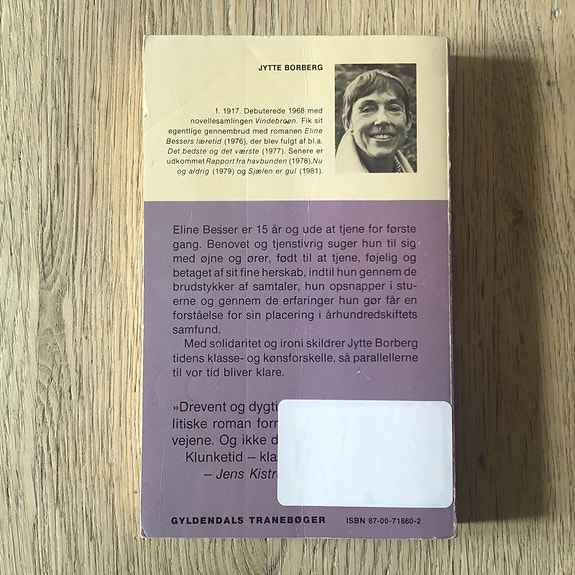 JYTTE BORBERG
f. 1917. Debuterede 1968 med
novellesamlingen Vindebroen. Fik sit
egentlige gennembrud med romanen Eline
Bessers læretid (1976), der blev fulgt af bl.a.
Det bedste og det værste (1977). Senere er
udkommet Rapport fra havbunden (1978), Nu
og aldrig (1979) og Sjælen er gul (1981).
Eline Besser er 15 år og ude at tjene for første
gang. Benovet og tjenstivrig suger hun til sig
med øjne og ører, født til at tjene, føjelig og
betaget af sit fine herskab, indtil hun gennem de
brudstykker af samtaler, hun opsnapper i stu-
erne og gennem de erfaringer hun gør får en
forståelse for sin placering i århundredskiftets
samfund.
Med solidaritet og ironi skildrer Jytte Borberg
tidens klasse- og kønsforskelle, så parallellerne
til vor tid bliver klare.
»Drevent og
litiske roman
vejene. Og ikke
Klunketid –
– Jens
GYLDENDALS TRANEBØGER
ISBN 87-00-71860-2